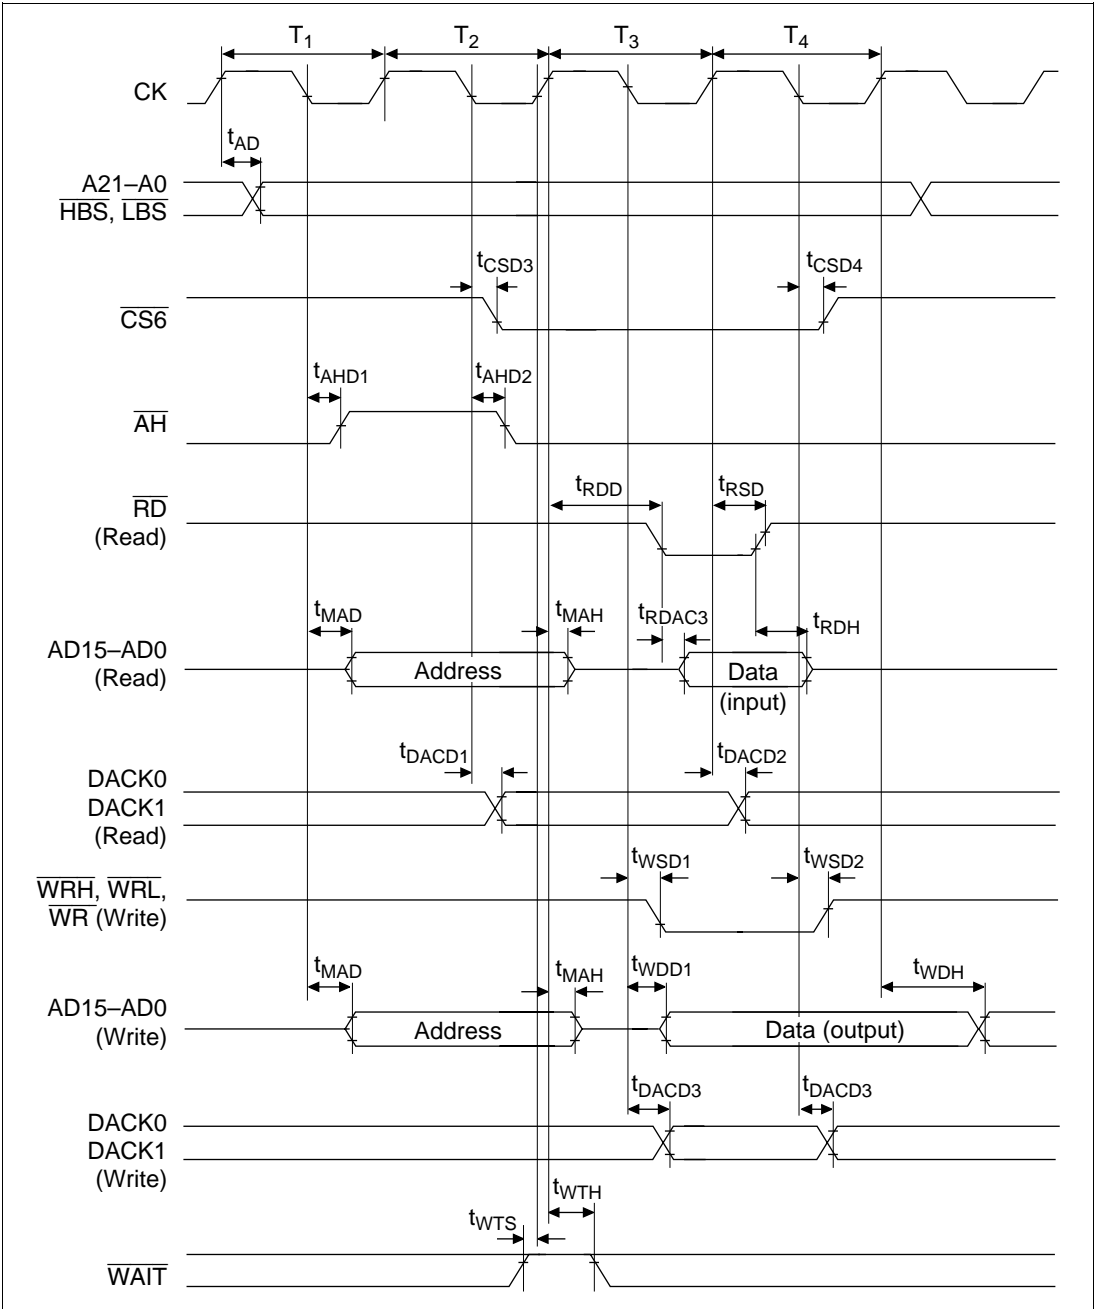 T1 T2 T3 T4
CK
tAD
A21–A0
HBS, LBS
tCSD3 tCSD4
CS6
tAHD1 tAHD2
AH
tRDD tRSD
RD
(Read)
tMAD tMAH tRDAC3 tRDH
AD15–AD0
(Read)
Address Data
(input)
tDACD1 tDACD2
DACK0
DACK1
(Read)
tWSD1 tWSD2
WRH, WRL,
WR (Write)
tMAD tMAH tWDD1 tWDH
AD15–AD0
(Write)
Address Data (output)
tDACD3 tDACD3
DACK0
DACK1
(Write)
tWTH
tWTS
WAIT